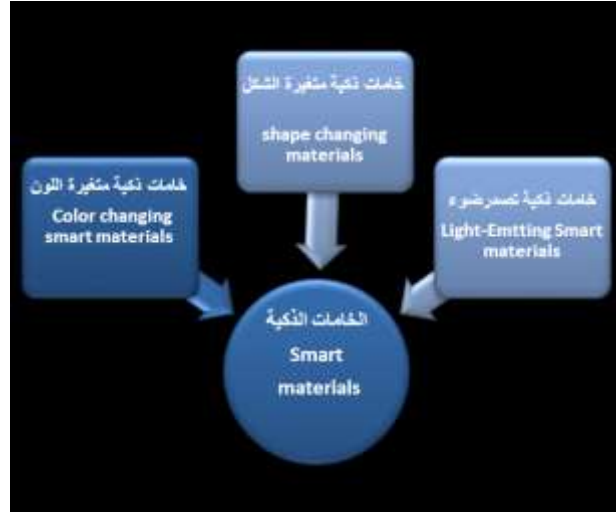 خامات ذكية متغيرة الشكل
shape changing
materials
خامات ذكية متغيرة اللون
Color changing
smart materials
خامات ذكية تصدر ضوء
Light-Emtting Smart
materials
الخامات الذكية
Smart
materials